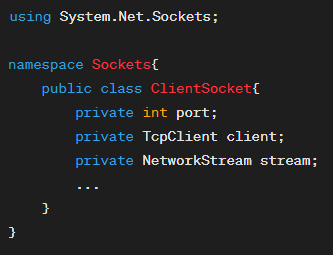 using System.Net.Sockets;
namespace Sockets{
public class ClientSocket{
private int port;
private TcpClient client;
private NetworkStream stream;
...
}
}